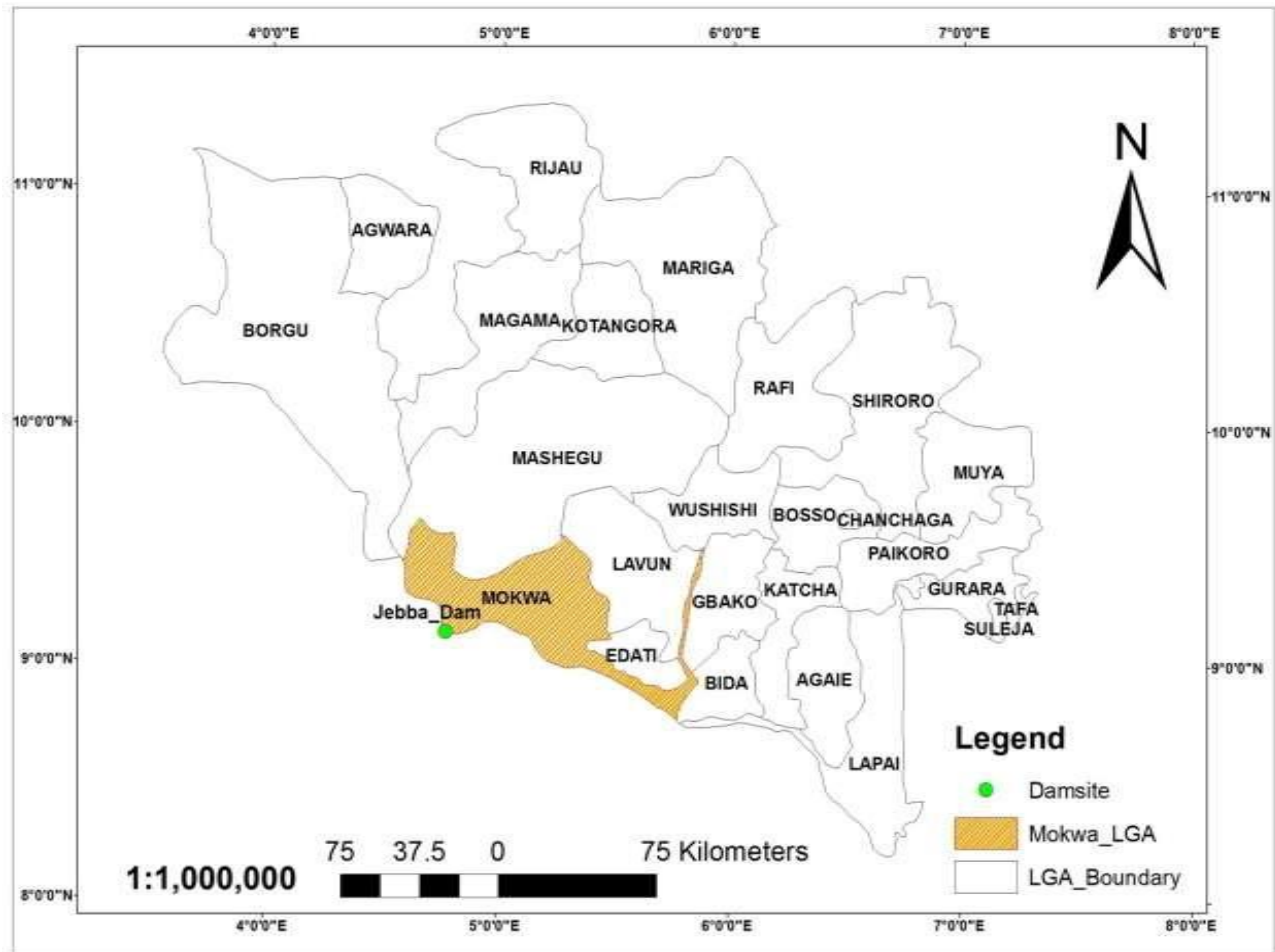 4°0'0"E 5°0'0"E 6°0'0"E 7°0'0"E 8°0'0"E
N
RIJAU
11°0'0"N 11°0'0"N
AGWARA
MARIGA
MAGAMA KOTANGORA
BORGU
RAFI
SHIRORO
10°0'0"N 10°0'0"N
MASHEGU
MUYA
WUSHISHI BOSSO CHANCHAGA
PAIKORO
LAVUN
KATCHA GURARA
MOKWA GBAKO
Jebba_Dam TAFA
SULEJA
9°0'0"N EDATI 9°0'0"N
BIDA AGAIE
Legend
LAPAI
Damsite
Mokwa_LGA
LGA_Boundary
75 37.5 0 75 Kilometers
1:1,000,000
8°0'0"N
4°0'0"E 5°0'0"E 6°0'0"E 7°0'0"E 8°0'0"E